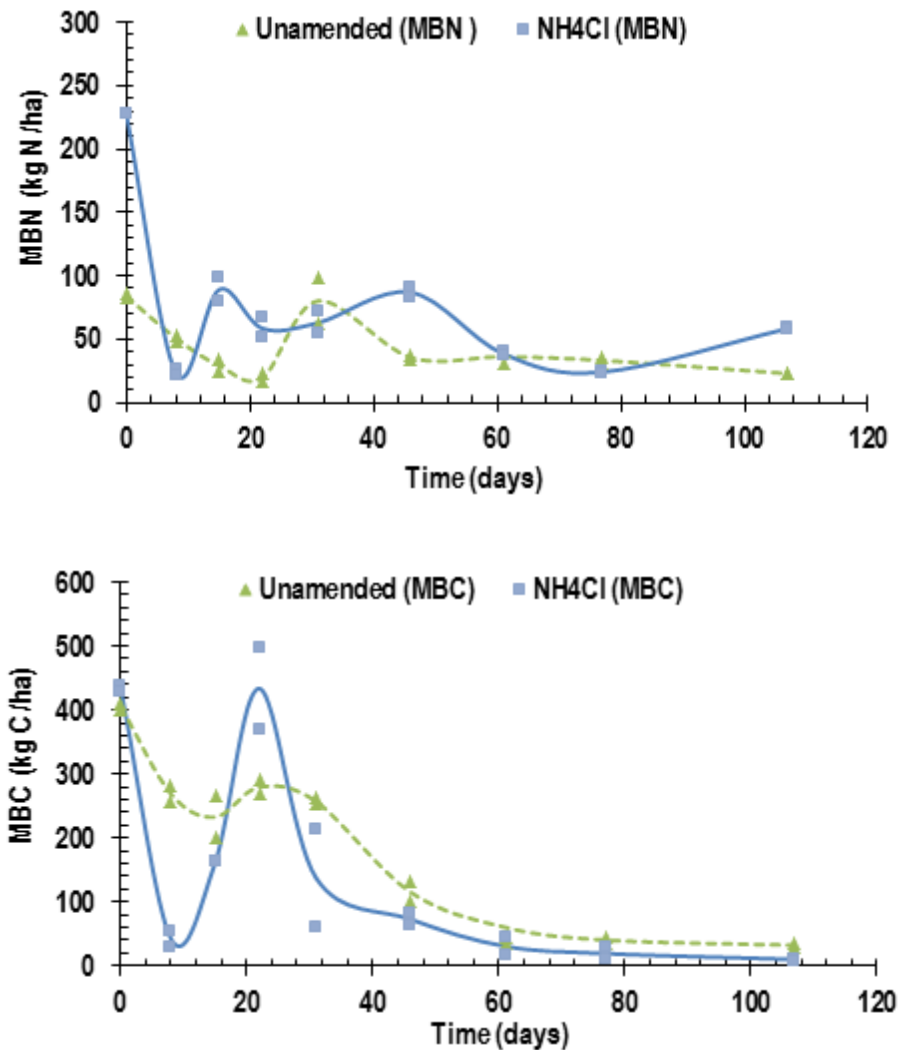 300
Unamended (MBN )
NH4Cl (MBN)
250
200
150
100
50
0
MBN (kg N /ha)
0 20 40 60 80 100 120
Time (days)
600
Unamended (MBC)
NH4Cl (MBC)
500
400
300
200
100
0
MBC (kg C /ha)
0 20 40 60 80 100 120
Time (days)